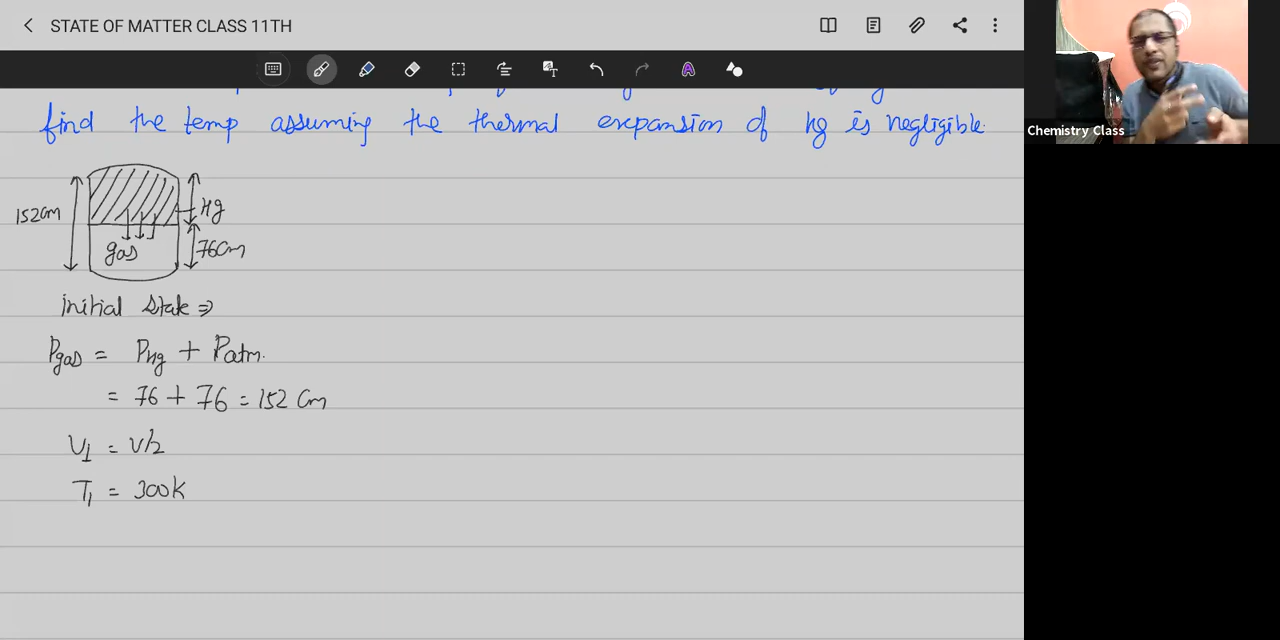 STATE OF MATTER CLASS 11TH
find the temp assuming the thermal expansion of hg is negligible.
Chemistry Class
152cm
Hg
gas
76cm
initial state ⇒
Pgas = PHg + Patm.
= 76 + 76 = 152 cm
V1 = V/2
T1 = 300K